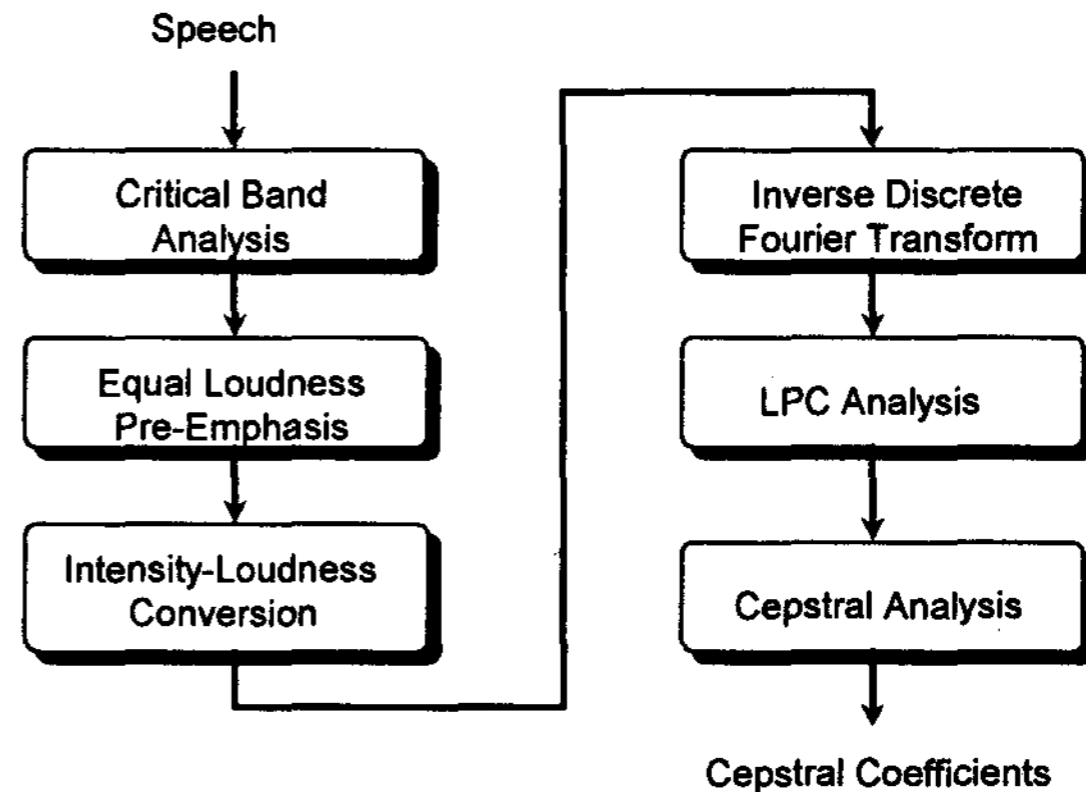 Speech
Critical Band
Analysis
Equal Loudness
Pre-Emphasis
Intensity-Loudness
Conversion
Inverse Discrete
Fourier Transform
LPC Analysis
Cepstral Analysis
Cepstral Coefficients